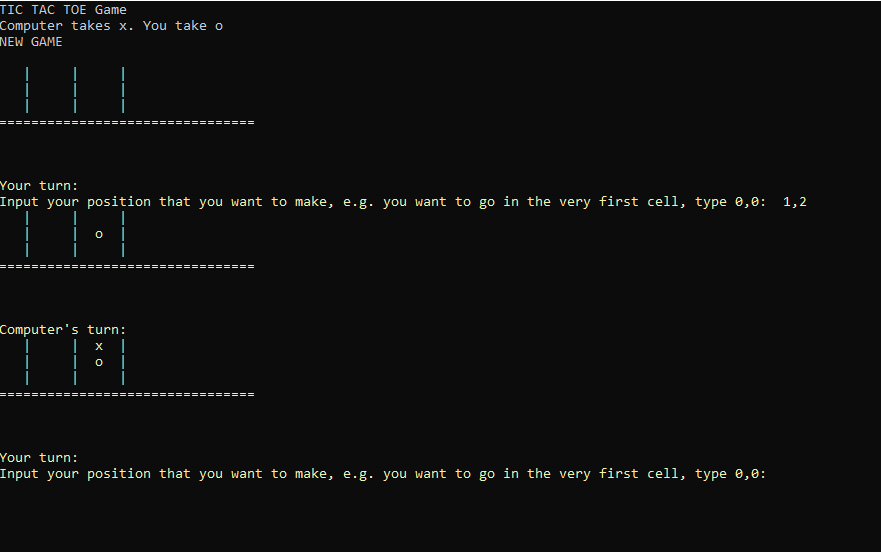 TIC TAC TOE Game
Computer takes x. You take o
NEW GAME
   |     |     |
   |     |     |
   |     |     |
================================
Your turn:
Input your position that you want to make, e.g. you want to go in the very first cell, type 0,0:  1,2
   |     |     |
   |     |  o  |
   |     |     |
================================
Computer's turn:
   |     |  x  |
   |     |  o  |
   |     |     |
================================
Your turn:
Input your position that you want to make, e.g. you want to go in the very first cell, type 0,0: